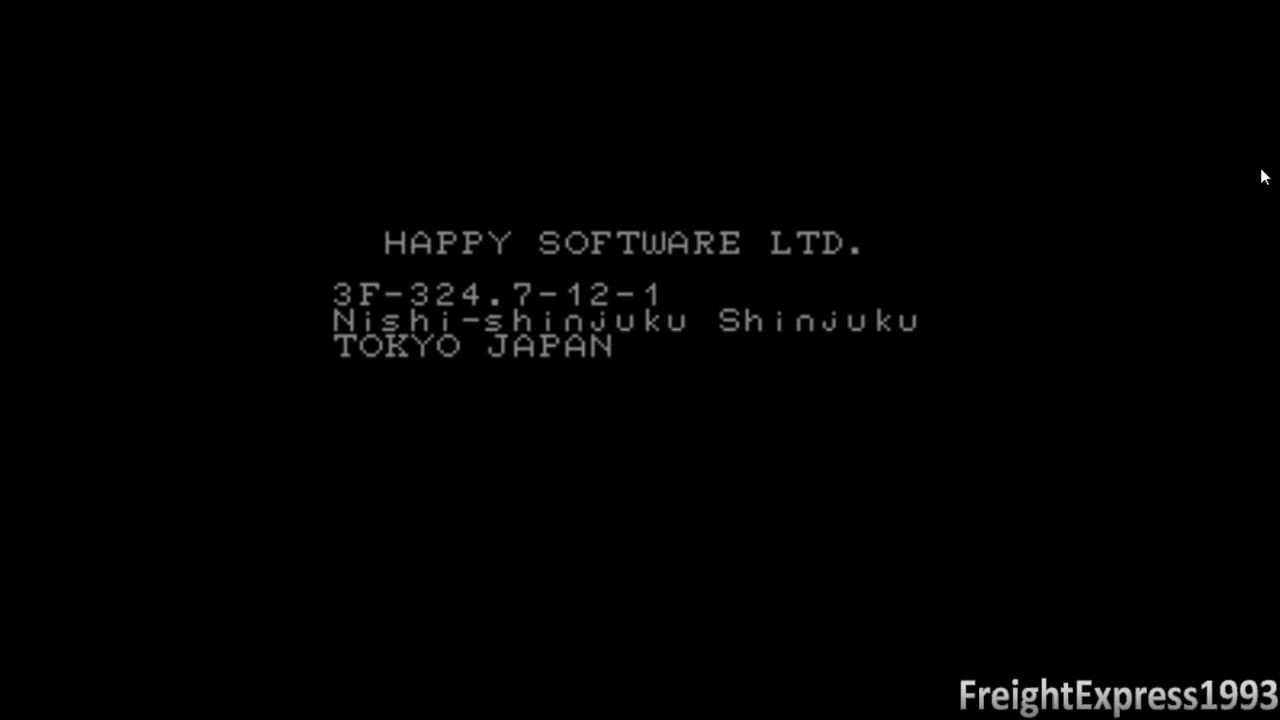 HAPPY SOFTWARE LTD.
3F-324.7-12-1
Nishi-shinjuku Shinjuku
TOKYO JAPAN
FreightExpress1993